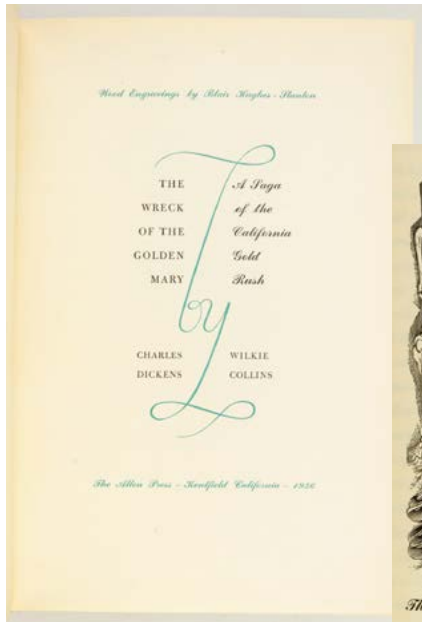 Wood Engravings by Blair Hughes-Stanton
THE
WRECK
OF THE
GOLDEN
MARY
A Saga
of the
California
Gold
Rush
by
CHARLES
DICKENS
WILKIE
COLLINS
The Allen Press - Kentfield California - 1956
Th